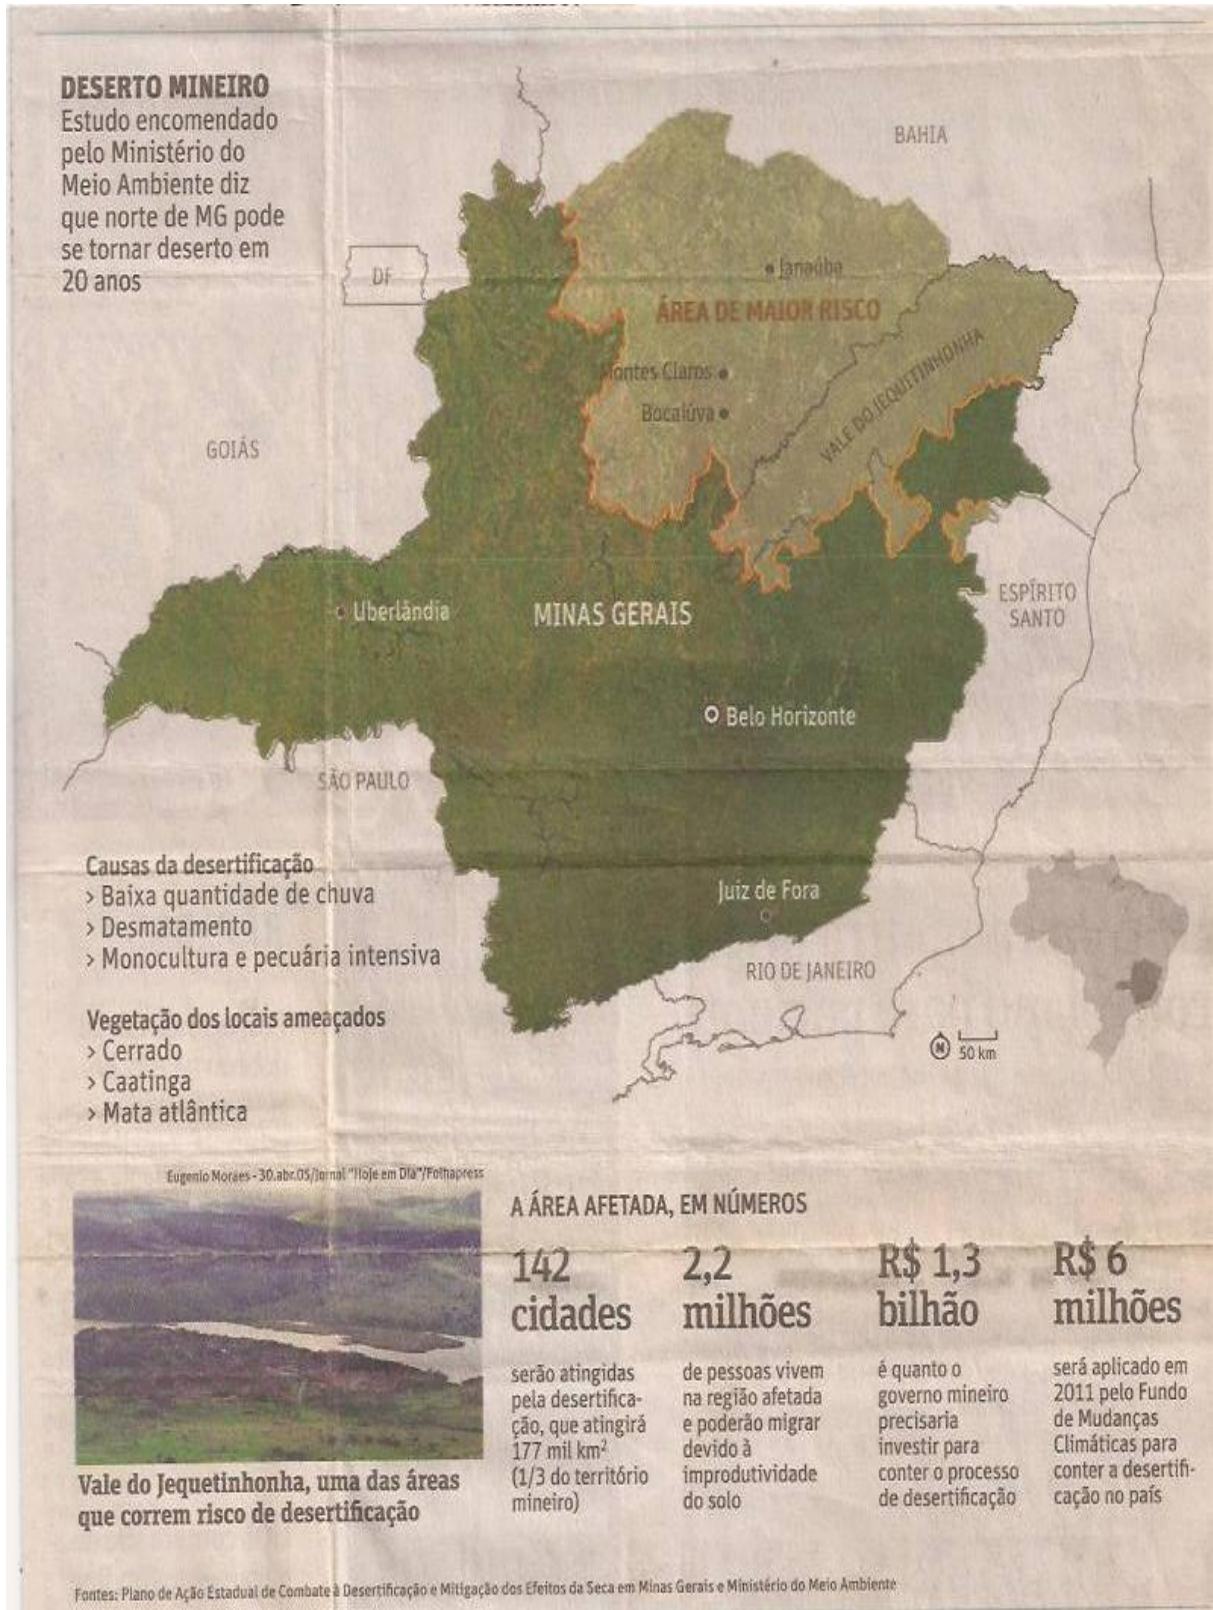 DESERTO MINEIRO
Estudo encomendado
pelo Ministério do
Meio Ambiente diz
que norte de MG pode
se tornar deserto em
20 anos
BAHIA
DF
Janaúba
ÁREA DE MAIOR RISCO
Montes Claros
Bocaiúva
VALE DO JEQUITINHONHA
GOIÁS
ESPÍRITO
SANTO
Uberlândia
MINAS GERAIS
Belo Horizonte
SÃO PAULO
Causas da desertificação
> Baixa quantidade de chuva
> Desmatamento
> Monocultura e pecuária intensiva
Juiz de Fora
RIO DE JANEIRO
N
50 km
Vegetação dos locais ameaçados
> Cerrado
> Caatinga
> Mata atlântica
Eugenio Moraes - 30.abr.05/Jornal "Hoje em Dia"/Folhapress
Vale do Jequetinhonha, uma das áreas
que correm risco de desertificação
A ÁREA AFETADA, EM NÚMEROS
142
cidades
serão atingidas
pela desertifica-
ção, que atingirá
177 mil km²
(1/3 do território
mineiro)
2,2
milhões
de pessoas vivem
na região afetada
e poderão migrar
devido à
improdutividade
do solo
R$ 1,3
bilhão
é quanto o
governo mineiro
precisaria
investir para
conter o processo
de desertificação
R$ 6
milhões
será aplicado em
2011 pelo Fundo
de Mudanças
Climáticas para
conter a desertifi-
cação no país
Fontes: Plano de Ação Estadual de Combate à Desertificação e Mitigação dos Efeitos da Seca em Minas Gerais e Ministério do Meio Ambiente